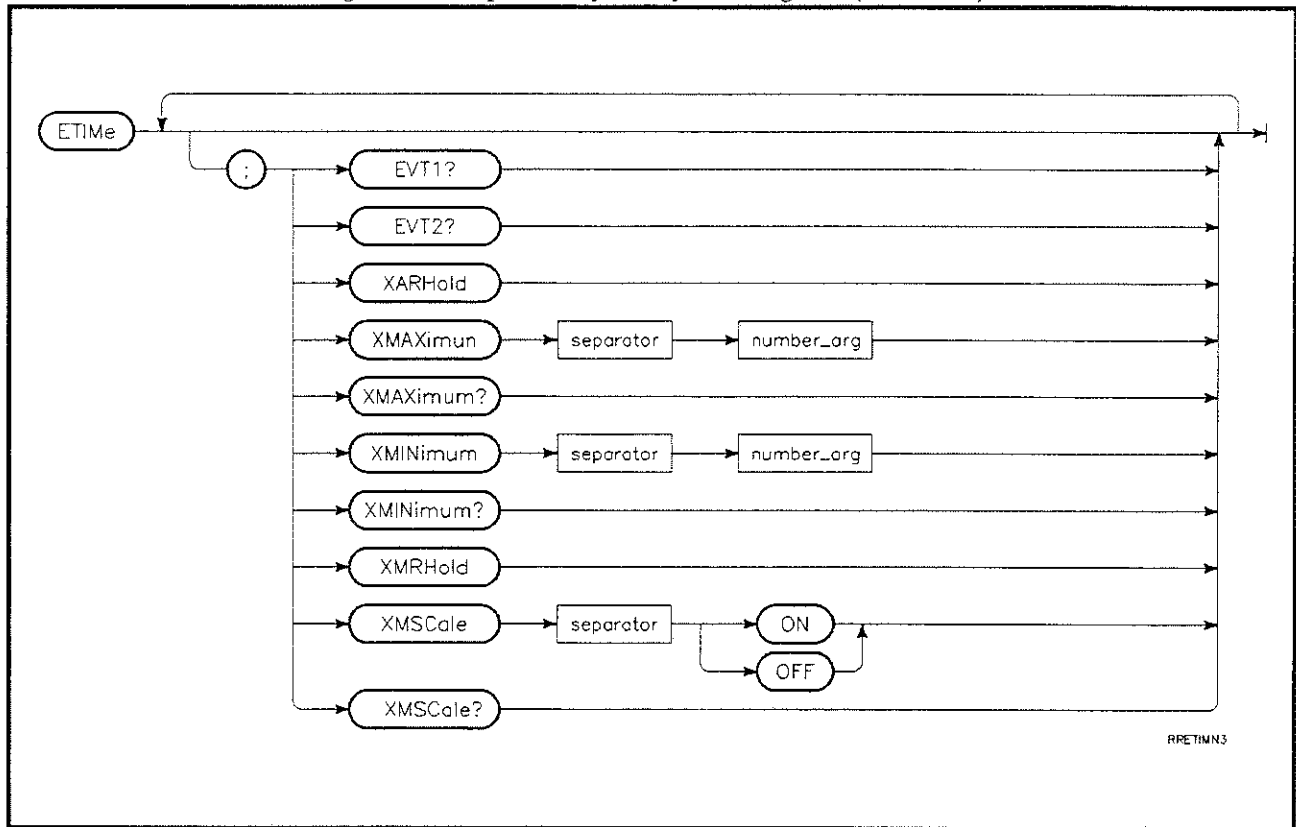 ETIMe
;
EVT1?
EVT2?
XARHold
XMAXimun separator number_arg
XMAXimum?
XMINimum separator number_arg
XMINimum?
XMRHold
XMSCale separator ON
OFF
XMSCale?
RRETIMN3